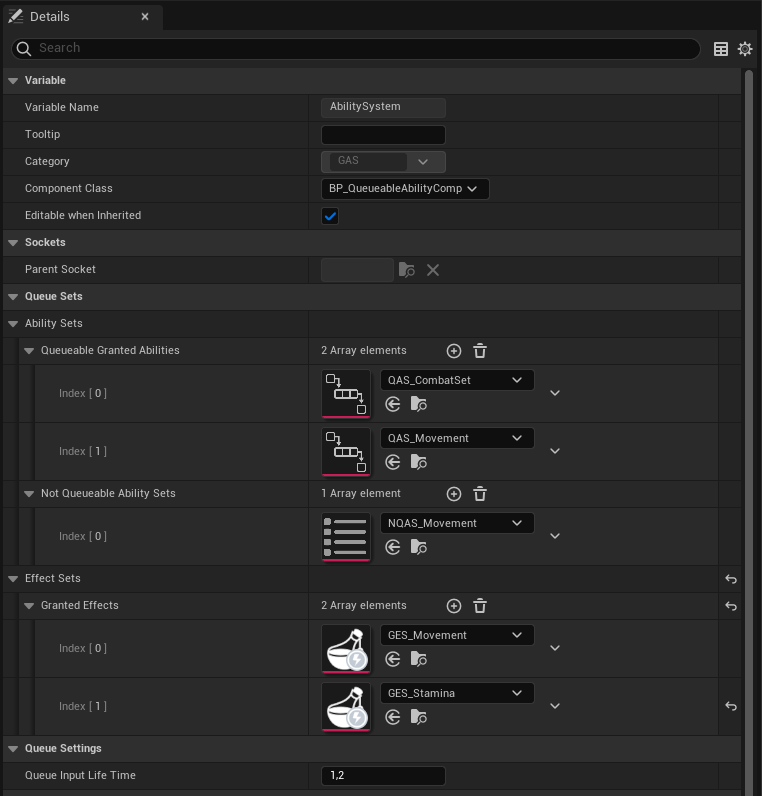 Details
Search
Variable
Variable Name AbilitySystem
Tooltip
Category GAS
Component Class BP_QueueableAbilityComp
Editable when Inherited
Sockets
Parent Socket
Queue Sets
Ability Sets
Queueable Granted Abilities 2 Array elements
Index [ 0 ] QAS_CombatSet
Index [ 1 ] QAS_Movement
Not Queueable Ability Sets 1 Array element
Index [ 0 ] NQAS_Movement
Effect Sets
Granted Effects 2 Array elements
Index [ 0 ] GES_Movement
Index [ 1 ] GES_Stamina
Queue Settings
Queue Input Life Time 1,2